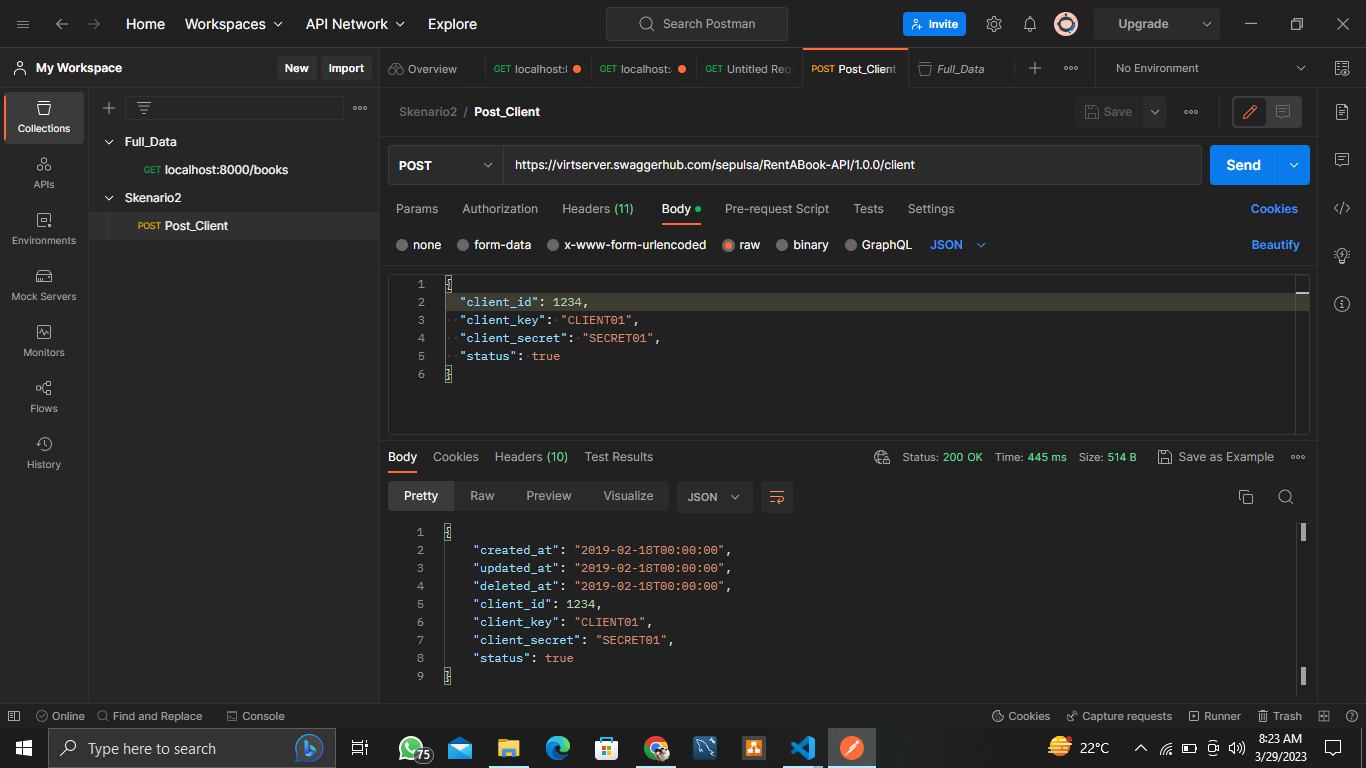 Home Workspaces API Network Explore Search Postman Invite Upgrade
My Workspace New Import
Overview GET localhost: GET localhost: GET Untitled Req POST Post_Client Full_Data No Environment
Collections
APIs
Environments
Mock Servers
Monitors
Flows
History
Full_Data
GET localhost:8000/books
Skenario2
POST Post_Client
Skenario2 / Post_Client Save
POST https://virtserver.swaggerhub.com/sepulsa/RentABook-API/1.0.0/client Send
Params Authorization Headers (11) Body Pre-request Script Tests Settings Cookies
none form-data x-www-form-urlencoded raw binary GraphQL JSON Beautify
1 {
2 "client_id": 1234,
3 "client_key": "CLIENT01",
4 "client_secret": "SECRET01",
5 "status": true
6 }
Body Cookies Headers (10) Test Results Status: 200 OK Time: 445 ms Size: 514 B Save as Example
Pretty Raw Preview Visualize JSON
1 {
2 "created_at": "2019-02-18T00:00:00",
3 "updated_at": "2019-02-18T00:00:00",
4 "deleted_at": "2019-02-18T00:00:00",
5 "client_id": 1234,
6 "client_key": "CLIENT01",
7 "client_secret": "SECRET01",
8 "status": true
9 }
Online Find and Replace Console Cookies Capture requests Runner Trash
Type here to search 75 22°C 8:23 AM
3/29/2023